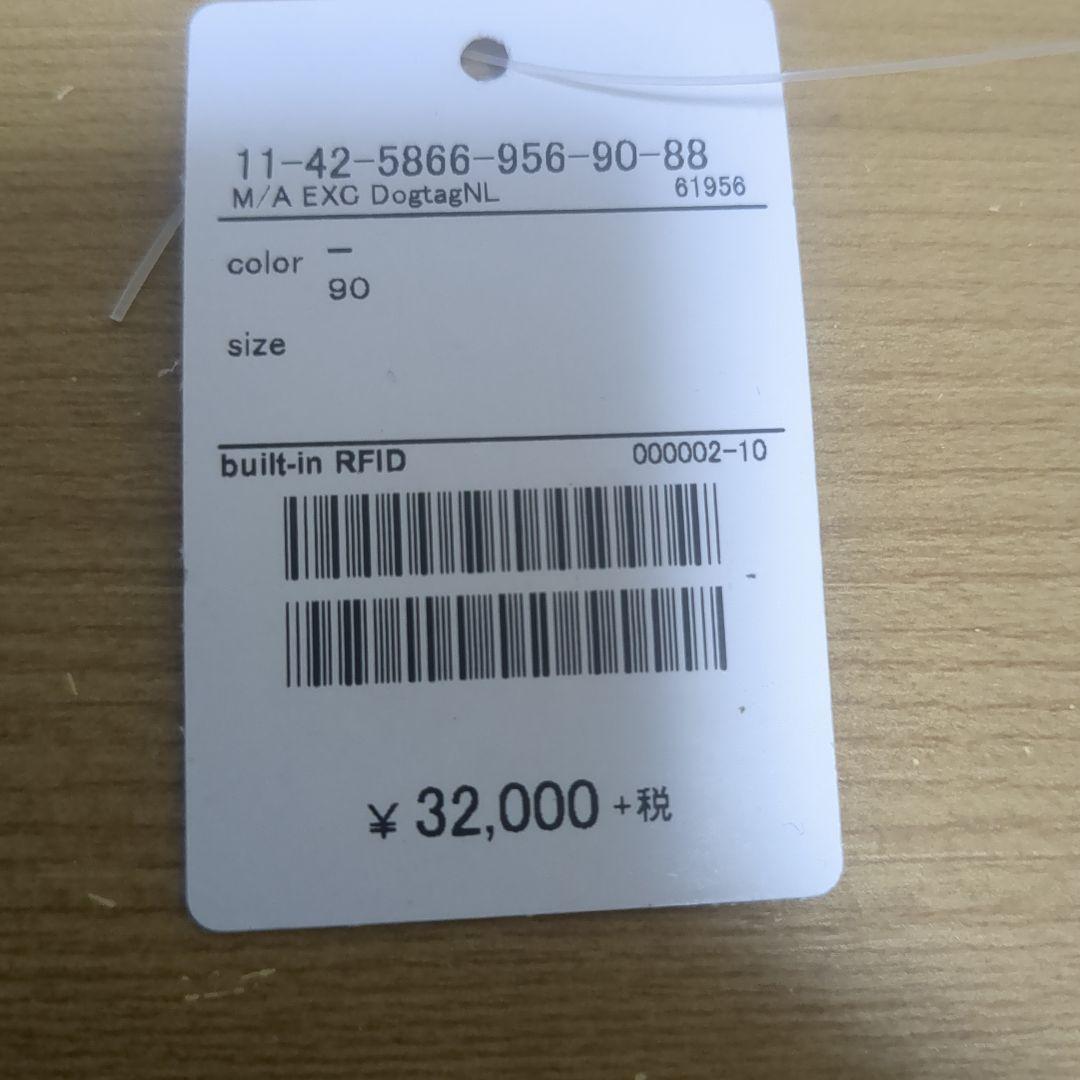 11-42-5866-956-90-88
M/A EXC DogtagNL 61956
color —
90
size
built-in RFID 000002-10
¥ 32,000 +税